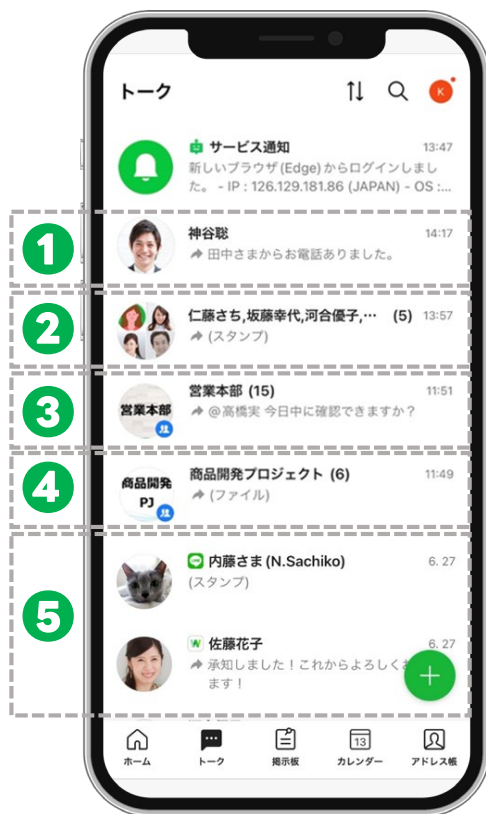 トーク
K
サービス通知 13:47
新しいブラウザ(Edge)からログインしまし
た。 - IP : 126.129.181.86 (JAPAN) - OS :...
1
神谷聡 14:17
田中さまからお電話ありました。
2
仁藤さち,坂藤幸代,河合優子,… (5) 13:57
(スタンプ)
3
営業本部
営業本部 (15) 11:51
@高橋実 今日中に確認できますか？
4
商品開発
PJ
商品開発プロジェクト (6) 11:49
(ファイル)
5
内藤さま(N.Sachiko) 6. 27
(スタンプ)
W 佐藤花子 6. 27
承知しました！これからよろしくお
ます！
+
13
ホーム トーク 掲示板 カレンダー アドレス帳